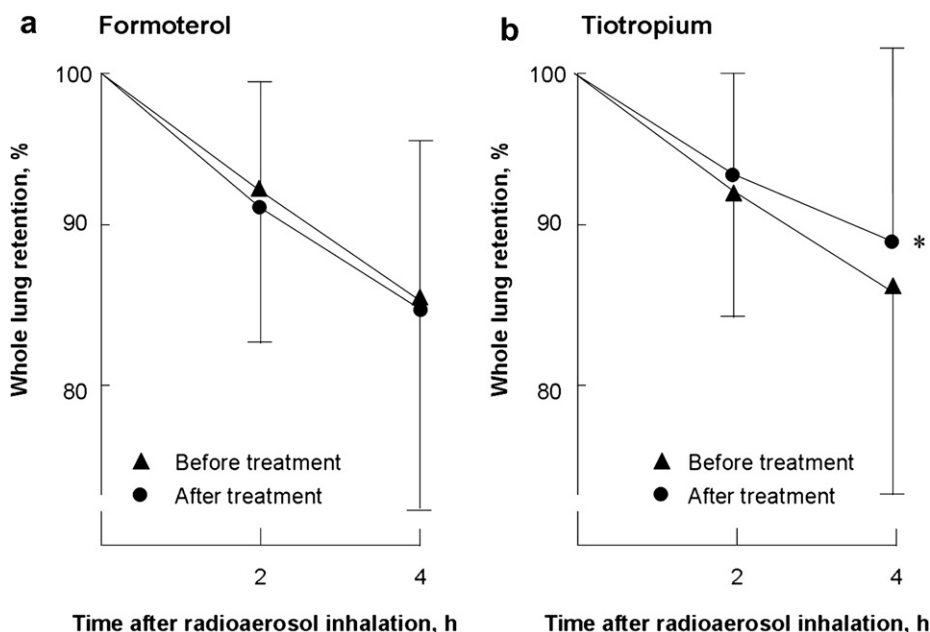 a Formoterol
100
90
80
Whole lung retention, %
▲ Before treatment
● After treatment
2 4
Time after radioaerosol inhalation, h
b Tiotropium
100
90
80
Whole lung retention, %
*
▲ Before treatment
● After treatment
2 4
Time after radioaerosol inhalation, h